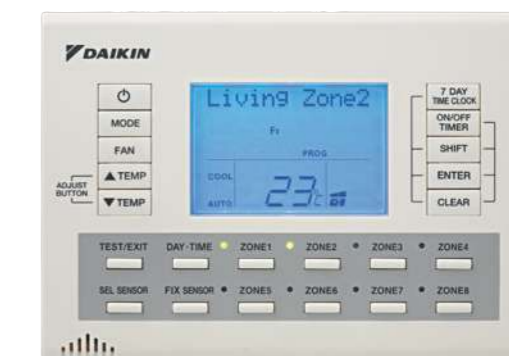 DAIKIN
Living Zone2
Fr
PROG
COOL
AUTO
23°c
MODE
FAN
▲ TEMP
▼ TEMP
ADJUST
BUTTON
7 DAY
TIME CLOCK
ON/OFF
TIMER
SHIFT
ENTER
CLEAR
TEST/EXIT DAY-TIME ZONE1 ZONE2 ZONE3 ZONE4
SEL SENSOR FIX SENSOR ZONE5 ZONE6 ZONE7 ZONE8